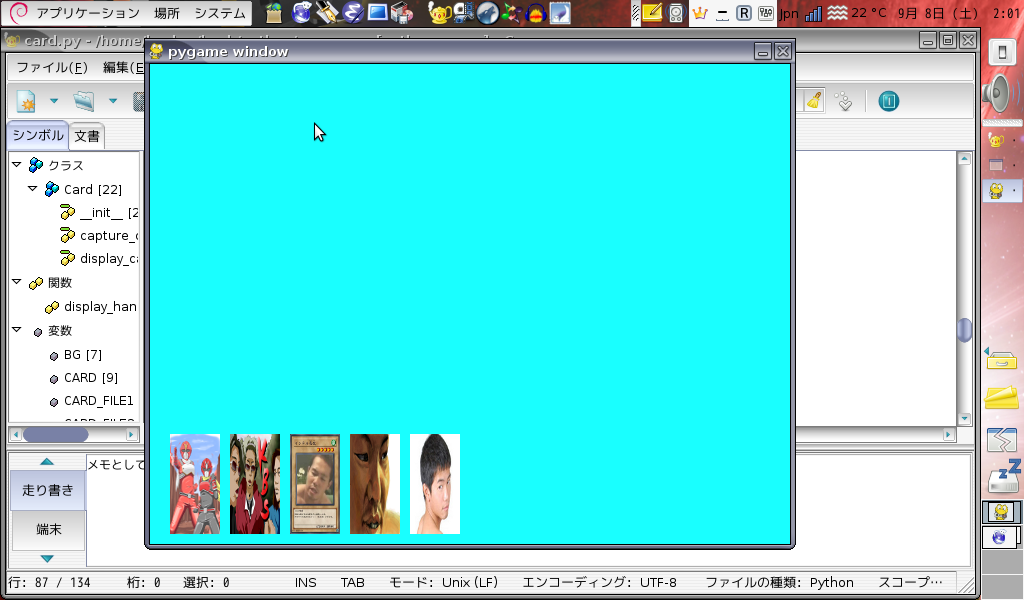 アプリケーション 場所 システム
jpn 22 °C 9月 8日 (土) 2:01
card.py - /home/
pygame window
ファイル(F) 編集(E
シンボル 文書
クラス
Card [22]
__init__ [2
capture_c
display_ca
関数
display_han
変数
BG [7]
CARD [9]
CARD_FILE1
メモとして
走り書き
端末
行: 87 / 134 桁: 0 選択: 0 INS TAB モード: Unix (LF) エンコーディング: UTF-8 ファイルの種類: Python スコープ…